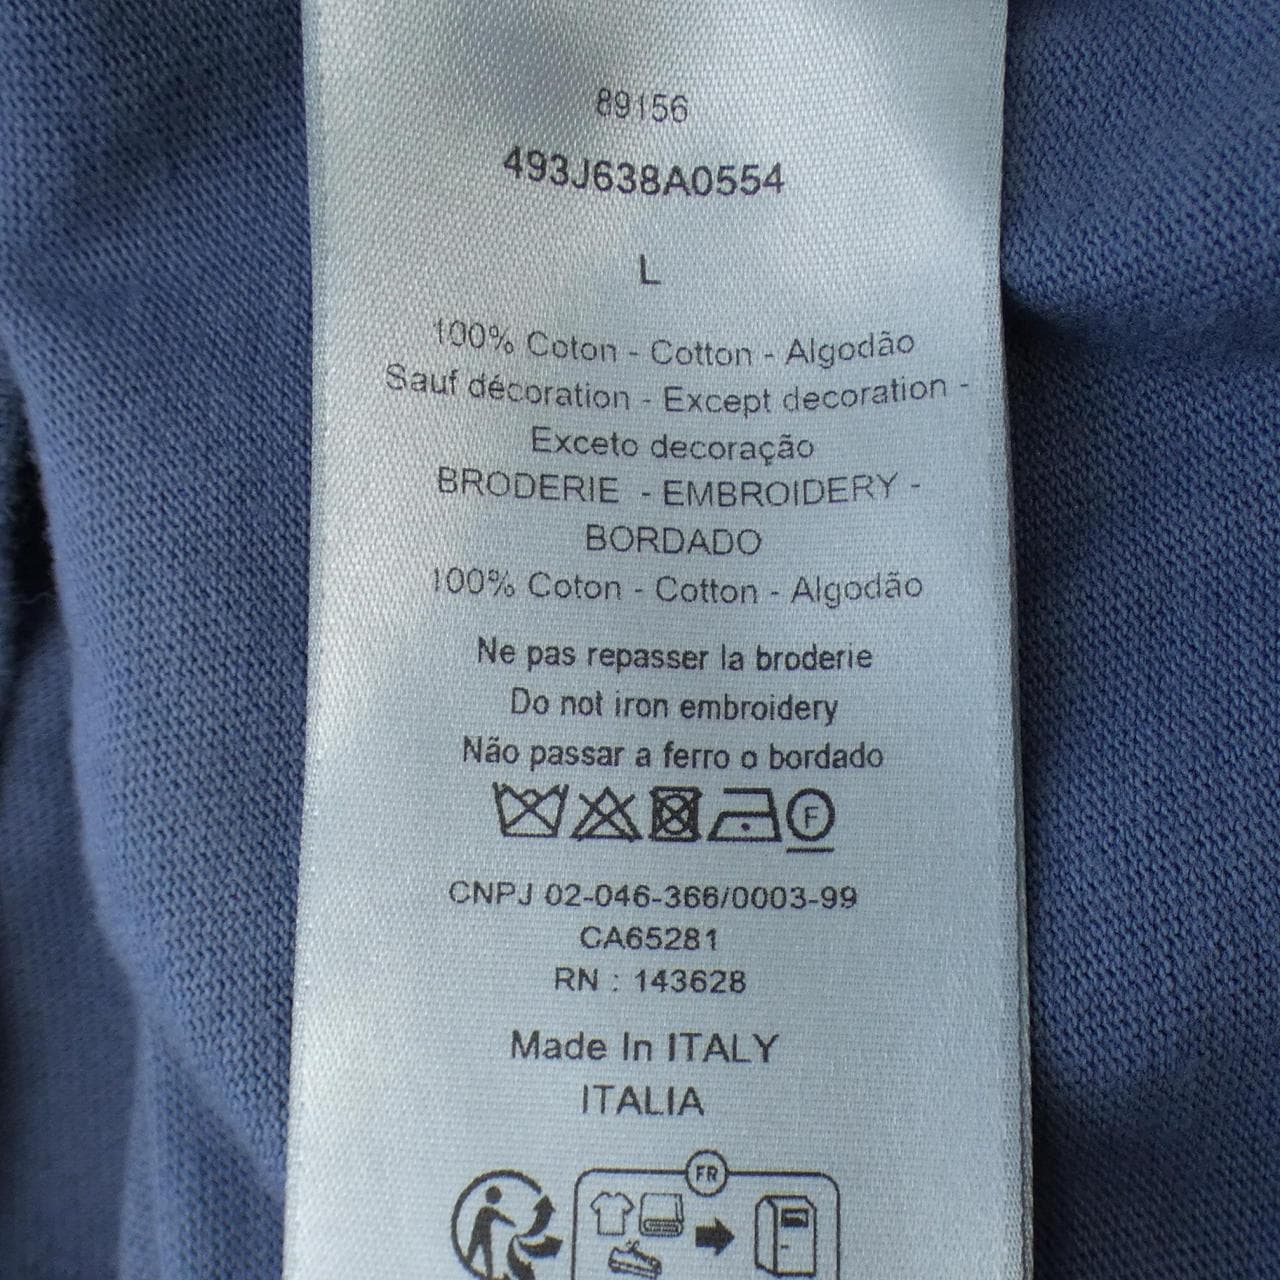 89156
493J638A0554
L
100% Coton - Cotton - Algodão
Sauf décoration - Except decoration -
Exceto decoração
BRODERIE - EMBROIDERY -
BORDADO
100% Coton - Cotton - Algodão
Ne pas repasser la broderie
Do not iron embroidery
Não passar a ferro o bordado
F
CNPJ 02-046-366/0003-99
CA65281
RN : 143628
Made In ITALY
ITALIA
FR